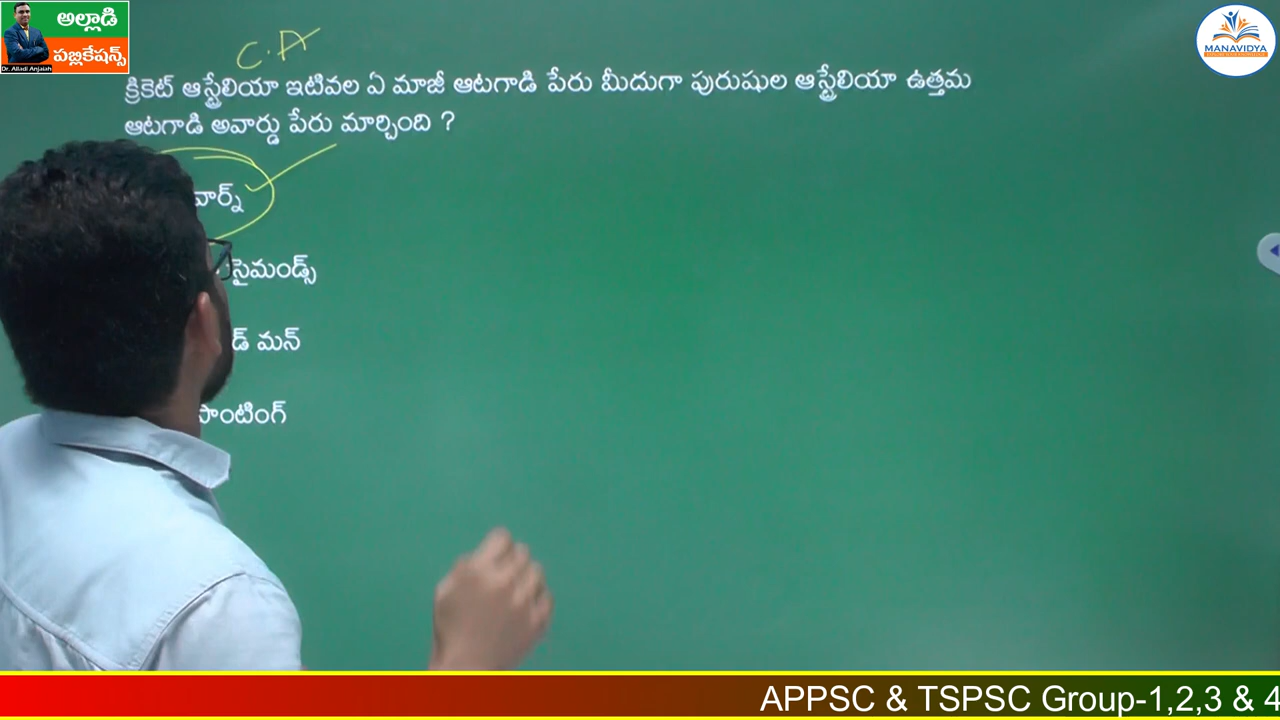 అల్లాడి
పబ్లికేషన్స్
Dr. Alladi Anjaiah
MANAVIDYA
C.A
క్రికెట్ ఆస్ట్రేలియా ఇటీవల ఏ మాజీ ఆటగాడి పేరు మీదుగా పురుషుల ఆస్ట్రేలియా ఉత్తమ
ఆటగాడి అవార్డు పేరు మార్చింది ?
వార్న్
సైమండ్స్
డ్ మన్
పాంటింగ్
APPSC & TSPSC Group-1,2,3 & 4